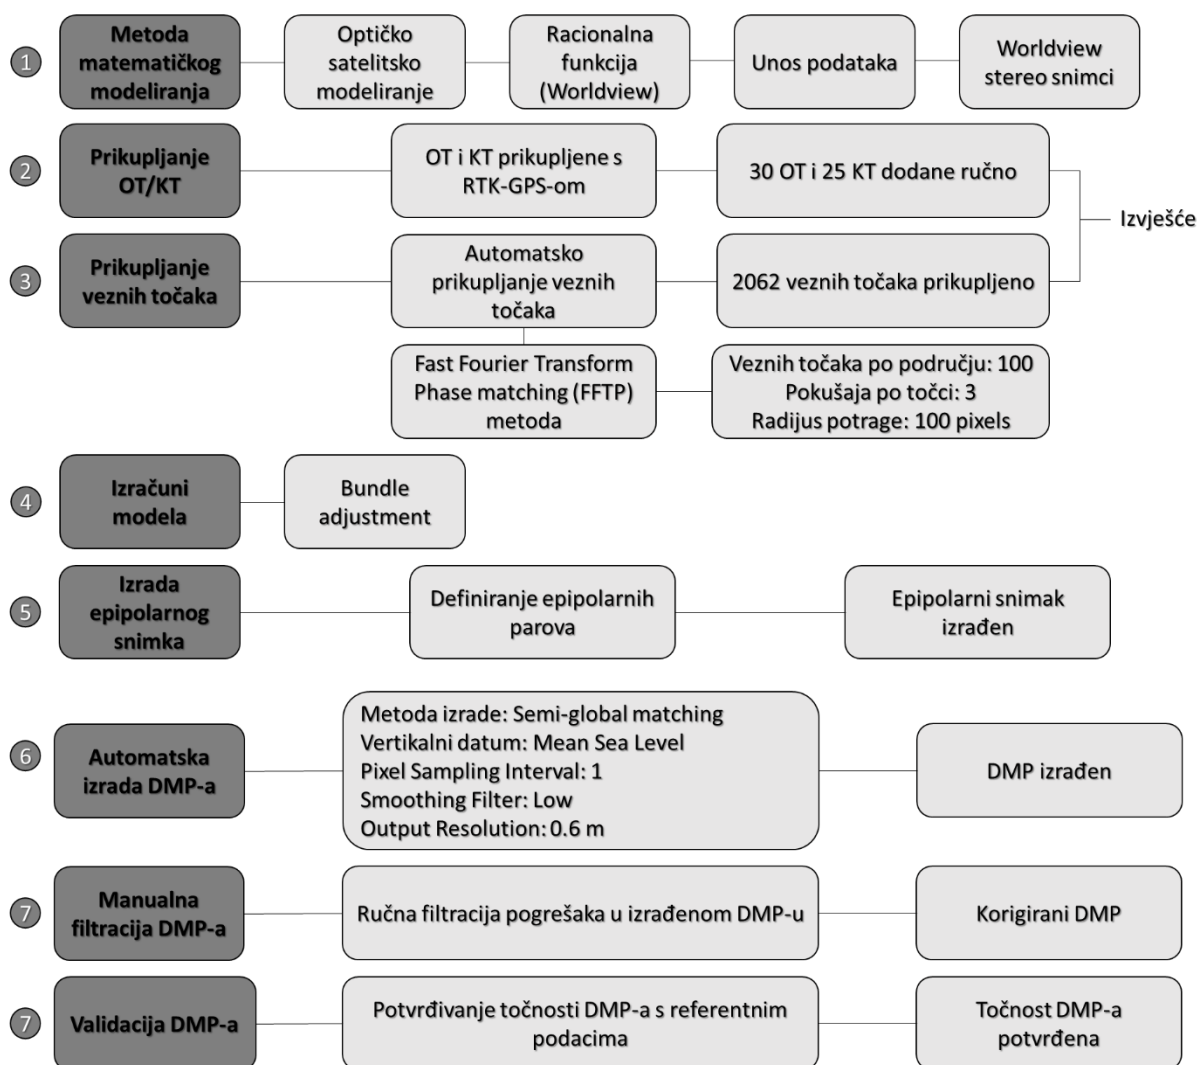 1
Metoda
matematičkog
modeliranja
Optičko
satelitsko
modeliranje
Racionalna
funkcija
(Worldview)
Unos podataka
Worldview
stereo snimci
2
Prikupljanje
OT/KT
OT i KT prikupljene s
RTK-GPS-om
30 OT i 25 KT dodane ručno
Izvješće
3
Prikupljanje
veznih točaka
Automatsko
prikupljanje veznih
točaka
2062 veznih točaka prikupljeno
Fast Fourier Transform
Phase matching (FFTP)
metoda
Veznih točaka po području: 100
Pokušaja po točci: 3
Radijus potrage: 100 pixels
4
Izračuni
modela
Bundle
adjustment
5
Izrada
epipolarnog
snimka
Definiranje epipolarnih
parova
Epipolarni snimak
izrađen
6
Automatska
izrada DMP-a
Metoda izrade: Semi-global matching
Vertikalni datum: Mean Sea Level
Pixel Sampling Interval: 1
Smoothing Filter: Low
Output Resolution: 0.6 m
DMP izrađen
7
Manualna
filtracija DMP-a
Ručna filtracija pogrešaka u izrađenom DMP-u
Korigirani DMP
7
Validacija DMP-a
Potvrđivanje točnosti DMP-a s referentnim
podacima
Točnost DMP-a
potvrđena